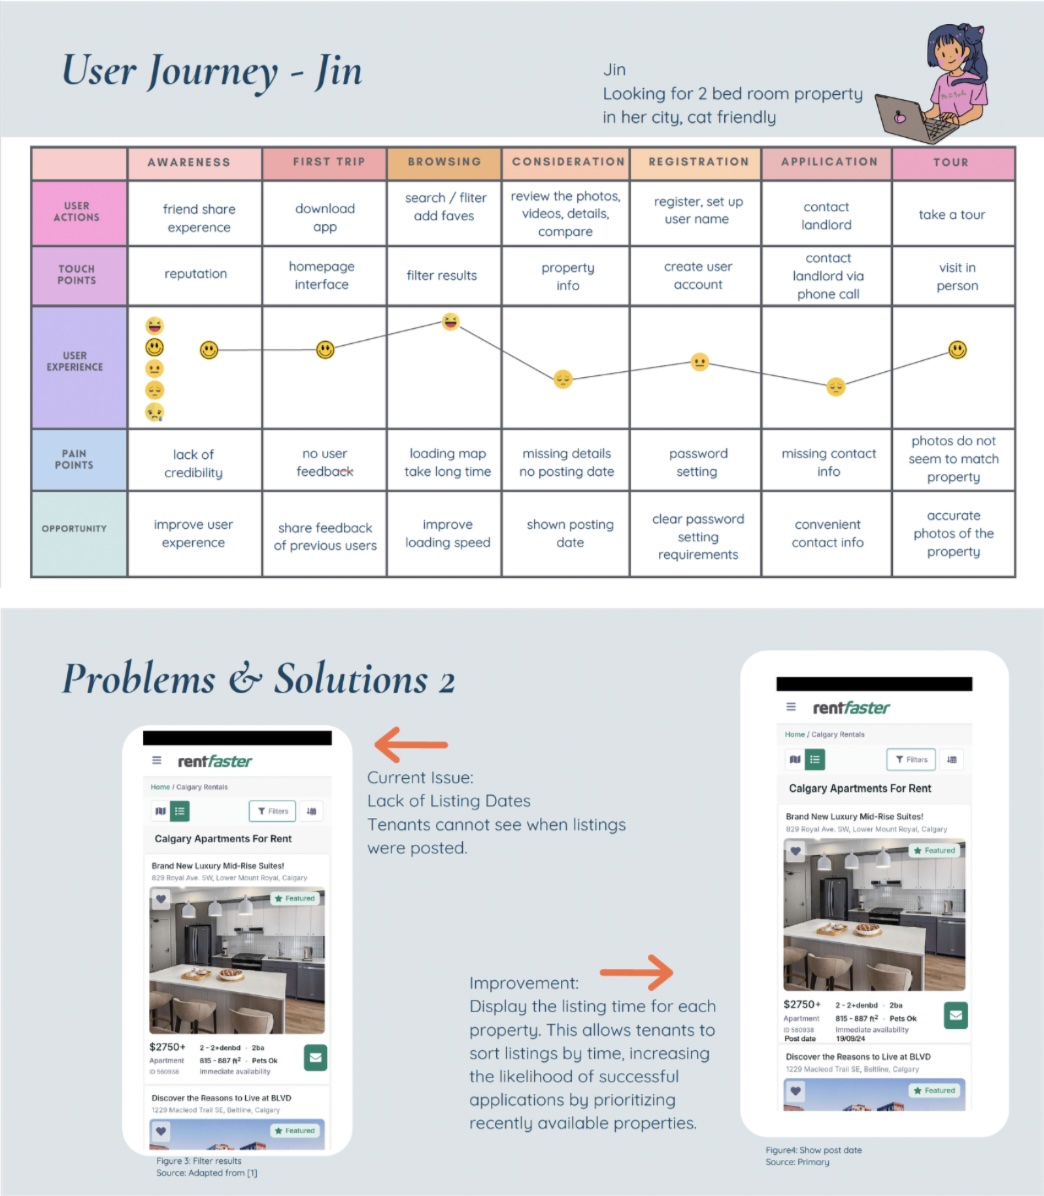 User Journey - Jin
Jin
Looking for 2 bed room property
in her city, cat friendly
AWARENESS
FIRST TRIP
BROWSING
CONSIDERATION
REGISTRATION
APPILICATION
TOUR
USER
ACTIONS
friend share
experence
download
app
search / fliter
add faves
review the photos,
videos, details,
compare
register, set up
user name
contact
landlord
take a tour
TOUCH
POINTS
reputation
homepage
interface
filter results
property
info
create user
account
contact
landlord via
phone call
visit in
person
USER
EXPERIENCE
PAIN
POINTS
lack of
credibility
no user
feedback
loading map
take long time
missing details
no posting date
password
setting
missing contact
info
photos do not
seem to match
property
OPPORTUNITY
improve user
experence
share feedback
of previous users
improve
loading speed
shown posting
date
clear password
setting
requirements
convenient
contact info
accurate
photos of the
property
Problems & Solutions 2
rentfaster
Home / Calgary Rentals
Filters
Calgary Apartments For Rent
Brand New Luxury Mid-Rise Suites!
829 Royal Ave. SW, Lower Mount Royal, Calgary
Featured
$2750+ 2 - 2+denbd · 2ba
Apartment 815 - 887 ft² · Pets Ok
ID 560938 Immediate availability
Discover the Reasons to Live at BLVD
1229 Macleod Trail SE, Beltline, Calgary
Featured
Figure 3: Filter results
Source: Adapted from [1]
Current Issue:
Lack of Listing Dates
Tenants cannot see when listings
were posted.
Improvement:
Display the listing time for each
property. This allows tenants to
sort listings by time, increasing
the likelihood of successful
applications by prioritizing
recently available properties.
rentfaster
Home / Calgary Rentals
Filters
Calgary Apartments For Rent
Brand New Luxury Mid-Rise Suites!
829 Royal Ave. SW, Lower Mount Royal, Calgary
Featured
$2750+ 2 - 2+denbd · 2ba
Apartment 815 - 887 ft² · Pets Ok
ID 560938 Immediate availability
Post date 19/09/24
Discover the Reasons to Live at BLVD
1229 Macleod Trail SE, Beltline, Calgary
Featured
Figure4: Show post date
Source: Primary